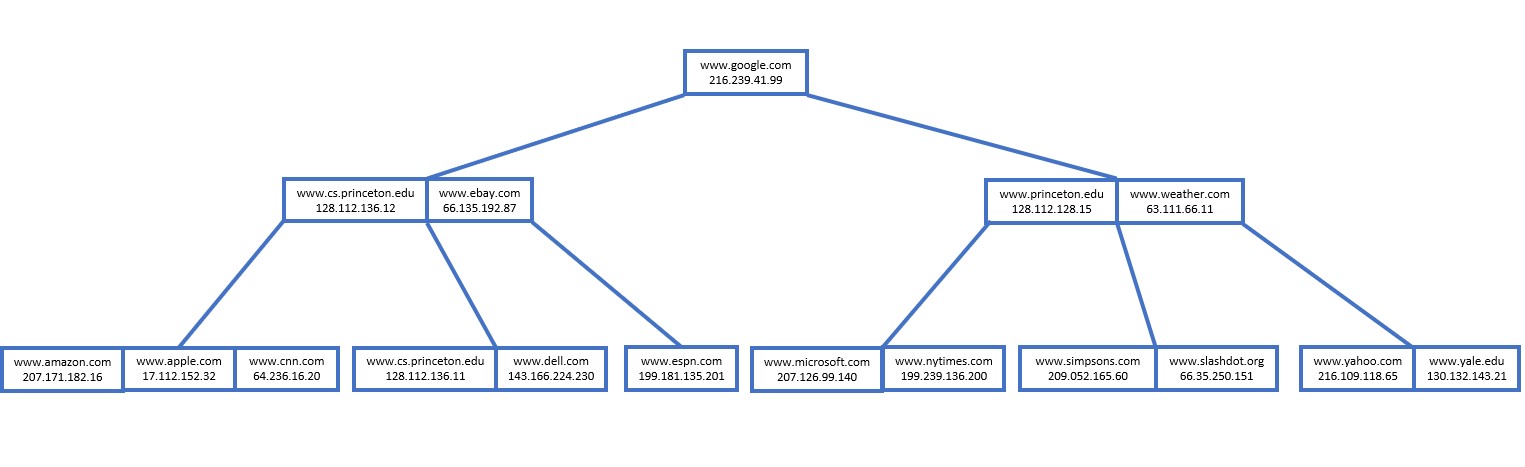 www.google.com
216.239.41.99
www.cs.princeton.edu
128.112.136.12
www.ebay.com
66.135.192.87
www.princeton.edu
128.112.128.15
www.weather.com
63.111.66.11
www.amazon.com
207.171.182.16
www.apple.com
17.112.152.32
www.cnn.com
64.236.16.20
www.cs.princeton.edu
128.112.136.11
www.dell.com
143.166.224.230
www.espn.com
199.181.135.201
www.microsoft.com
207.126.99.140
www.nytimes.com
199.239.136.200
www.simpsons.com
209.052.165.60
www.slashdot.org
66.35.250.151
www.yahoo.com
216.109.118.65
www.yale.edu
130.132.143.21